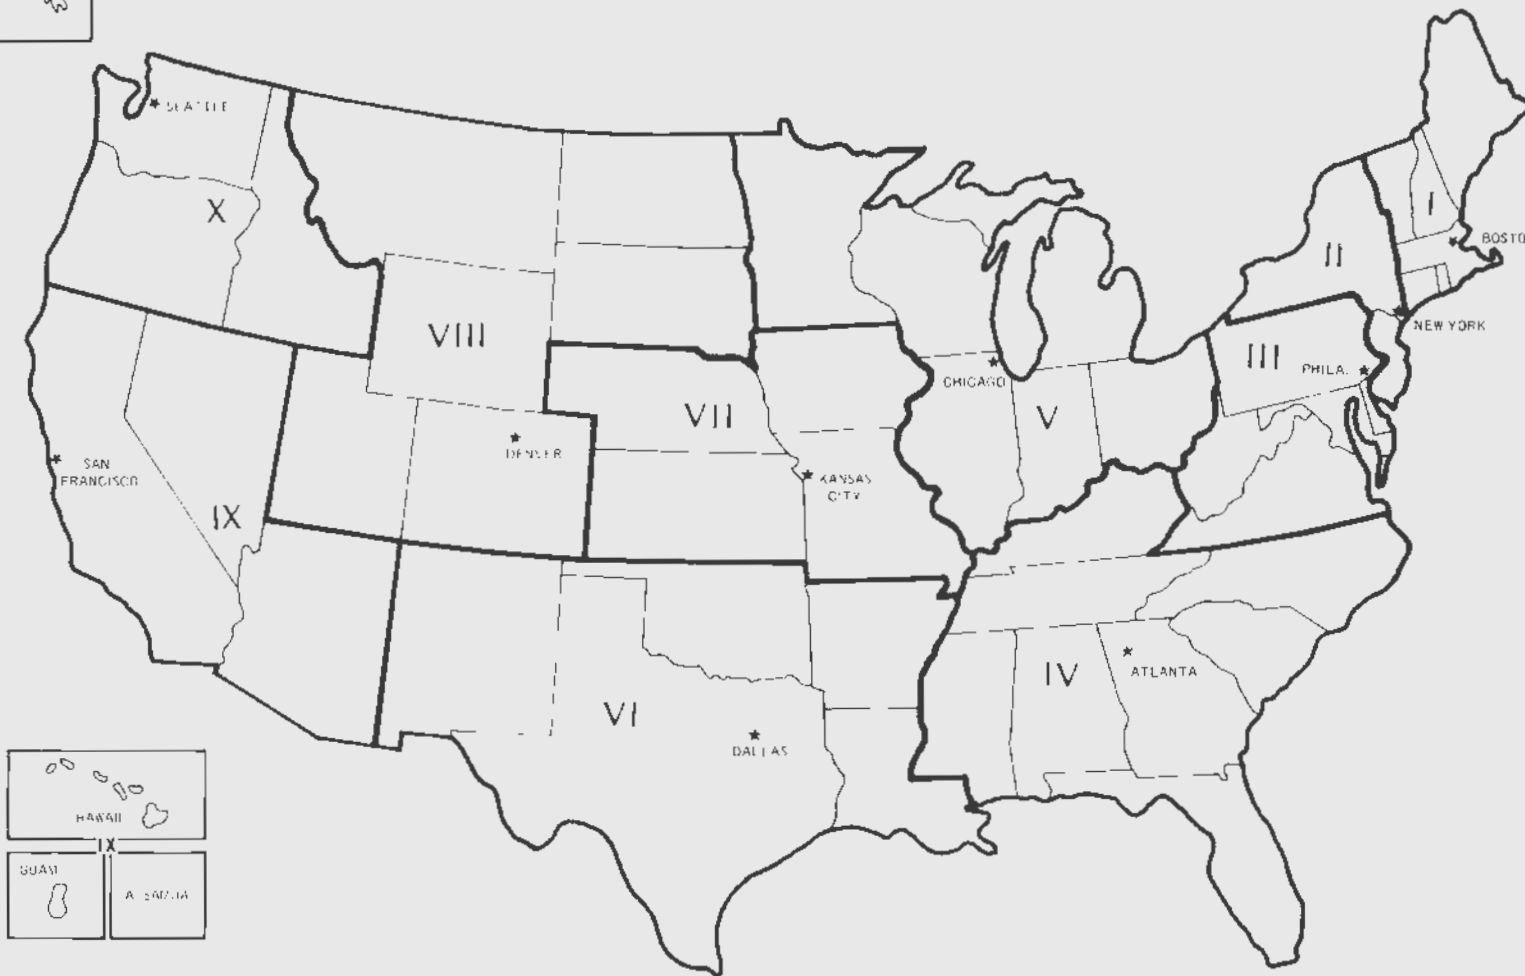 SEATTLE
X
I
BOSTO
II
NEW YORK
VIII
III
PHILA.
CHICAGO
VII
V
DENVER
SAN
FRANCISCO
KANSAS
CITY
IX
IV
ATLANTA
VI
DALLAS
HAWAII
IX
GUAM